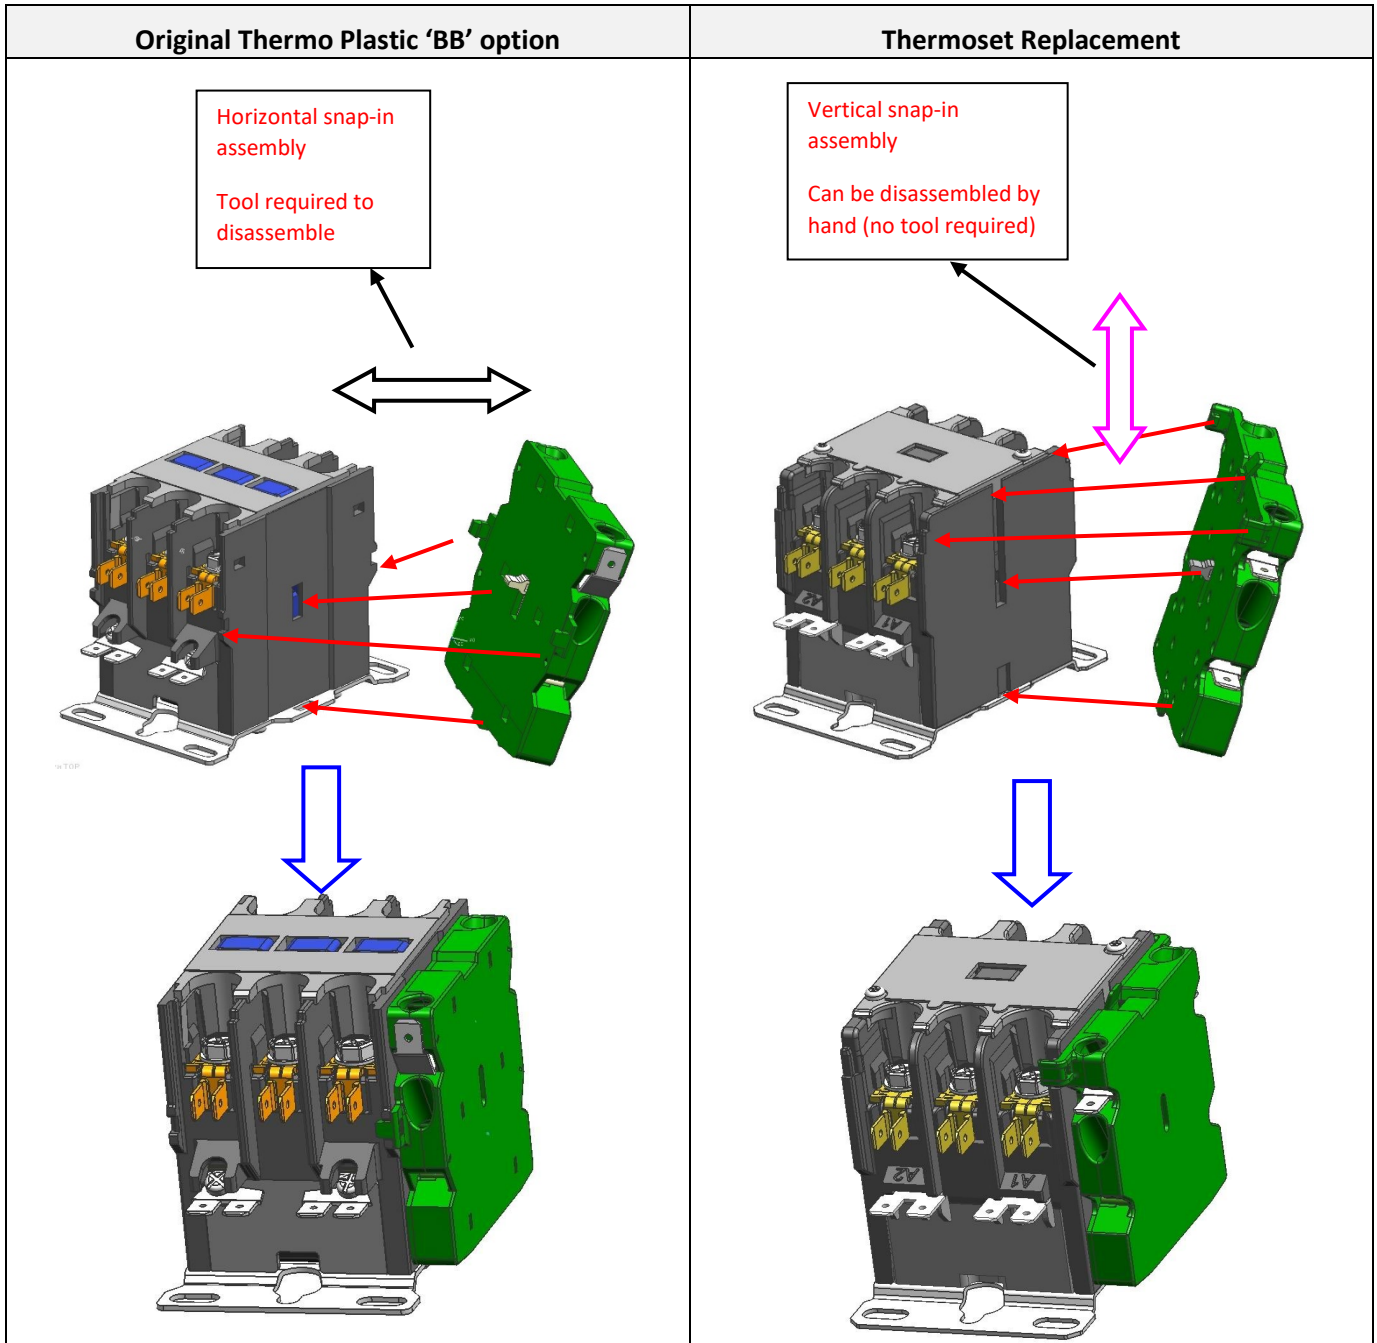 Original Thermo Plastic ‘BB’ option
Thermoset Replacement
Horizontal snap-in
assembly
Tool required to
disassemble
Vertical snap-in
assembly
Can be disassembled by
hand (no tool required)
A2
A1
TOP
A2
A1